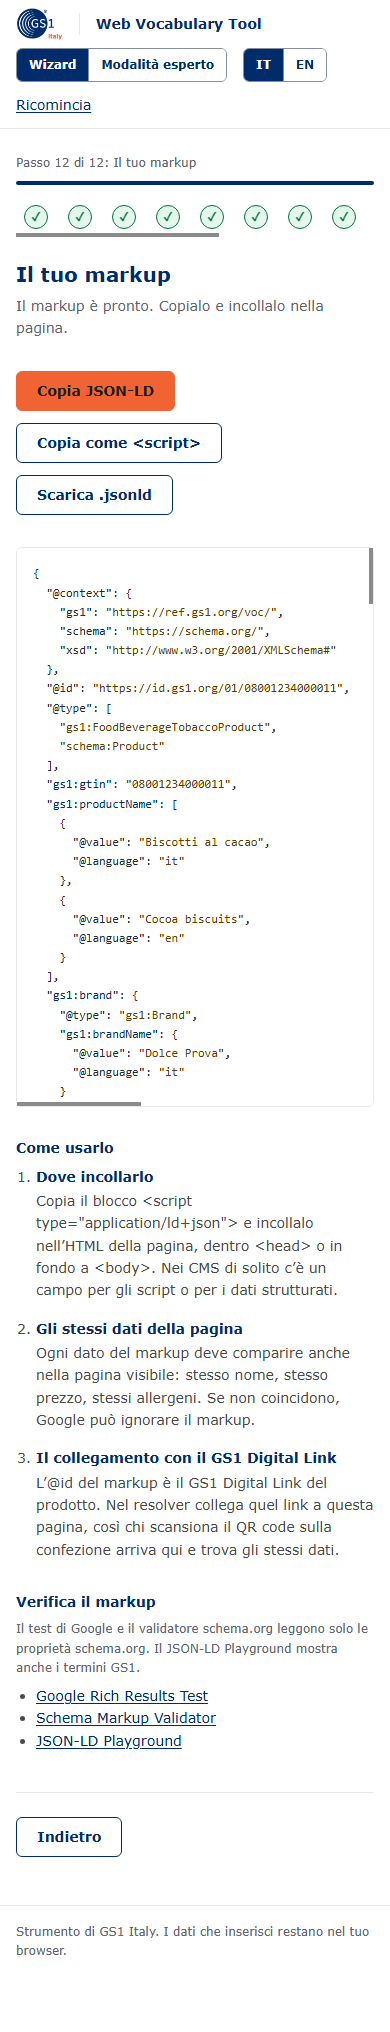 GS1
Italy
Web Vocabulary Tool
Wizard
Modalità esperto
IT
EN
Ricomincia
Passo 12 di 12: Il tuo markup
Il tuo markup
Il markup è pronto. Copialo e incollalo nella
pagina.
Copia JSON-LD
Copia come <script>
Scarica .jsonld
{
"@context": {
"gs1": "https://ref.gs1.org/voc/",
"schema": "https://schema.org/",
"xsd": "http://www.w3.org/2001/XMLSchema#"
},
"@id": "https://id.gs1.org/01/08001234000011",
"@type": [
"gs1:FoodBeverageTobaccoProduct",
"schema:Product"
],
"gs1:gtin": "08001234000011",
"gs1:productName": [
{
"@value": "Biscotti al cacao",
"@language": "it"
},
{
"@value": "Cocoa biscuits",
"@language": "en"
}
],
"gs1:brand": {
"@type": "gs1:Brand",
"gs1:brandName": {
"@value": "Dolce Prova",
"@language": "it"
}
Come usarlo
1. Dove incollarlo
Copia il blocco <script
type="application/ld+json"> e incollalo
nell’HTML della pagina, dentro <head> o in
fondo a <body>. Nei CMS di solito c’è un
campo per gli script o per i dati strutturati.
2. Gli stessi dati della pagina
Ogni dato del markup deve comparire anche
nella pagina visibile: stesso nome, stesso
prezzo, stessi allergeni. Se non coincidono,
Google può ignorare il markup.
3. Il collegamento con il GS1 Digital Link
L’@id del markup è il GS1 Digital Link del
prodotto. Nel resolver collega quel link a questa
pagina, così chi scansiona il QR code sulla
confezione arriva qui e trova gli stessi dati.
Verifica il markup
Il test di Google e il validatore schema.org leggono solo le
proprietà schema.org. Il JSON-LD Playground mostra
anche i termini GS1.
Google Rich Results Test
Schema Markup Validator
JSON-LD Playground
Indietro
Strumento di GS1 Italy. I dati che inserisci restano nel tuo
browser.